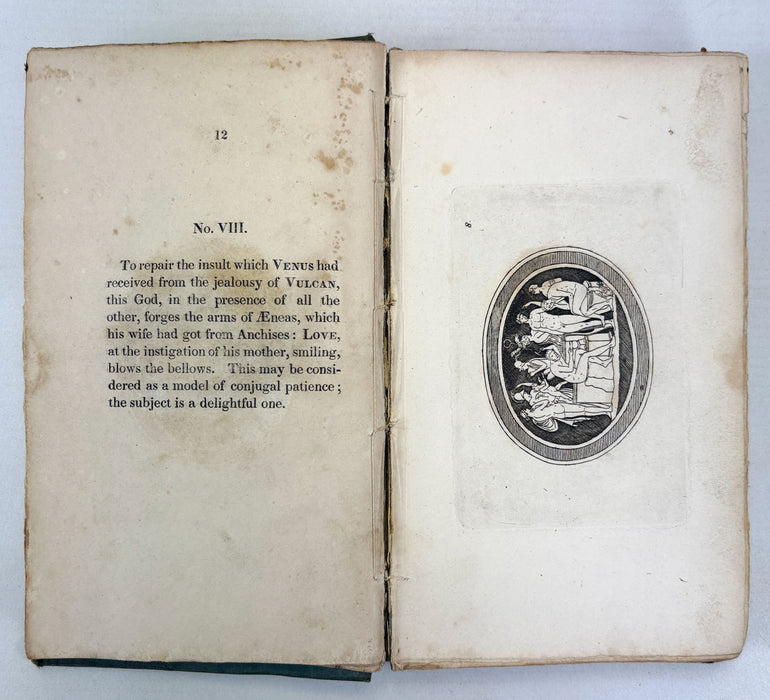 12
No. VIII.
To repair the insult which VENUS had
received from the jealousy of VULCAN,
this God, in the presence of all the
other, forges the arms of Æneas, which
his wife had got from Anchises: LOVE,
at the instigation of his mother, smiling,
blows the bellows. This may be consi-
dered as a model of conjugal patience;
the subject is a delightful one.
8